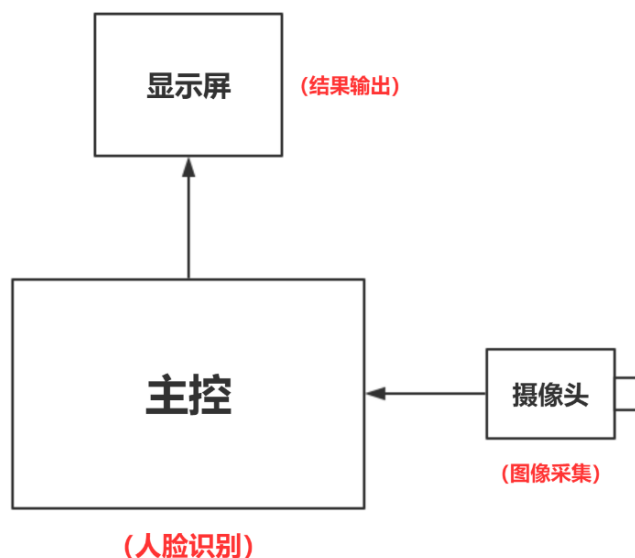 显示屏
（结果输出）
主控
摄像头
（图像采集）
（人脸识别）